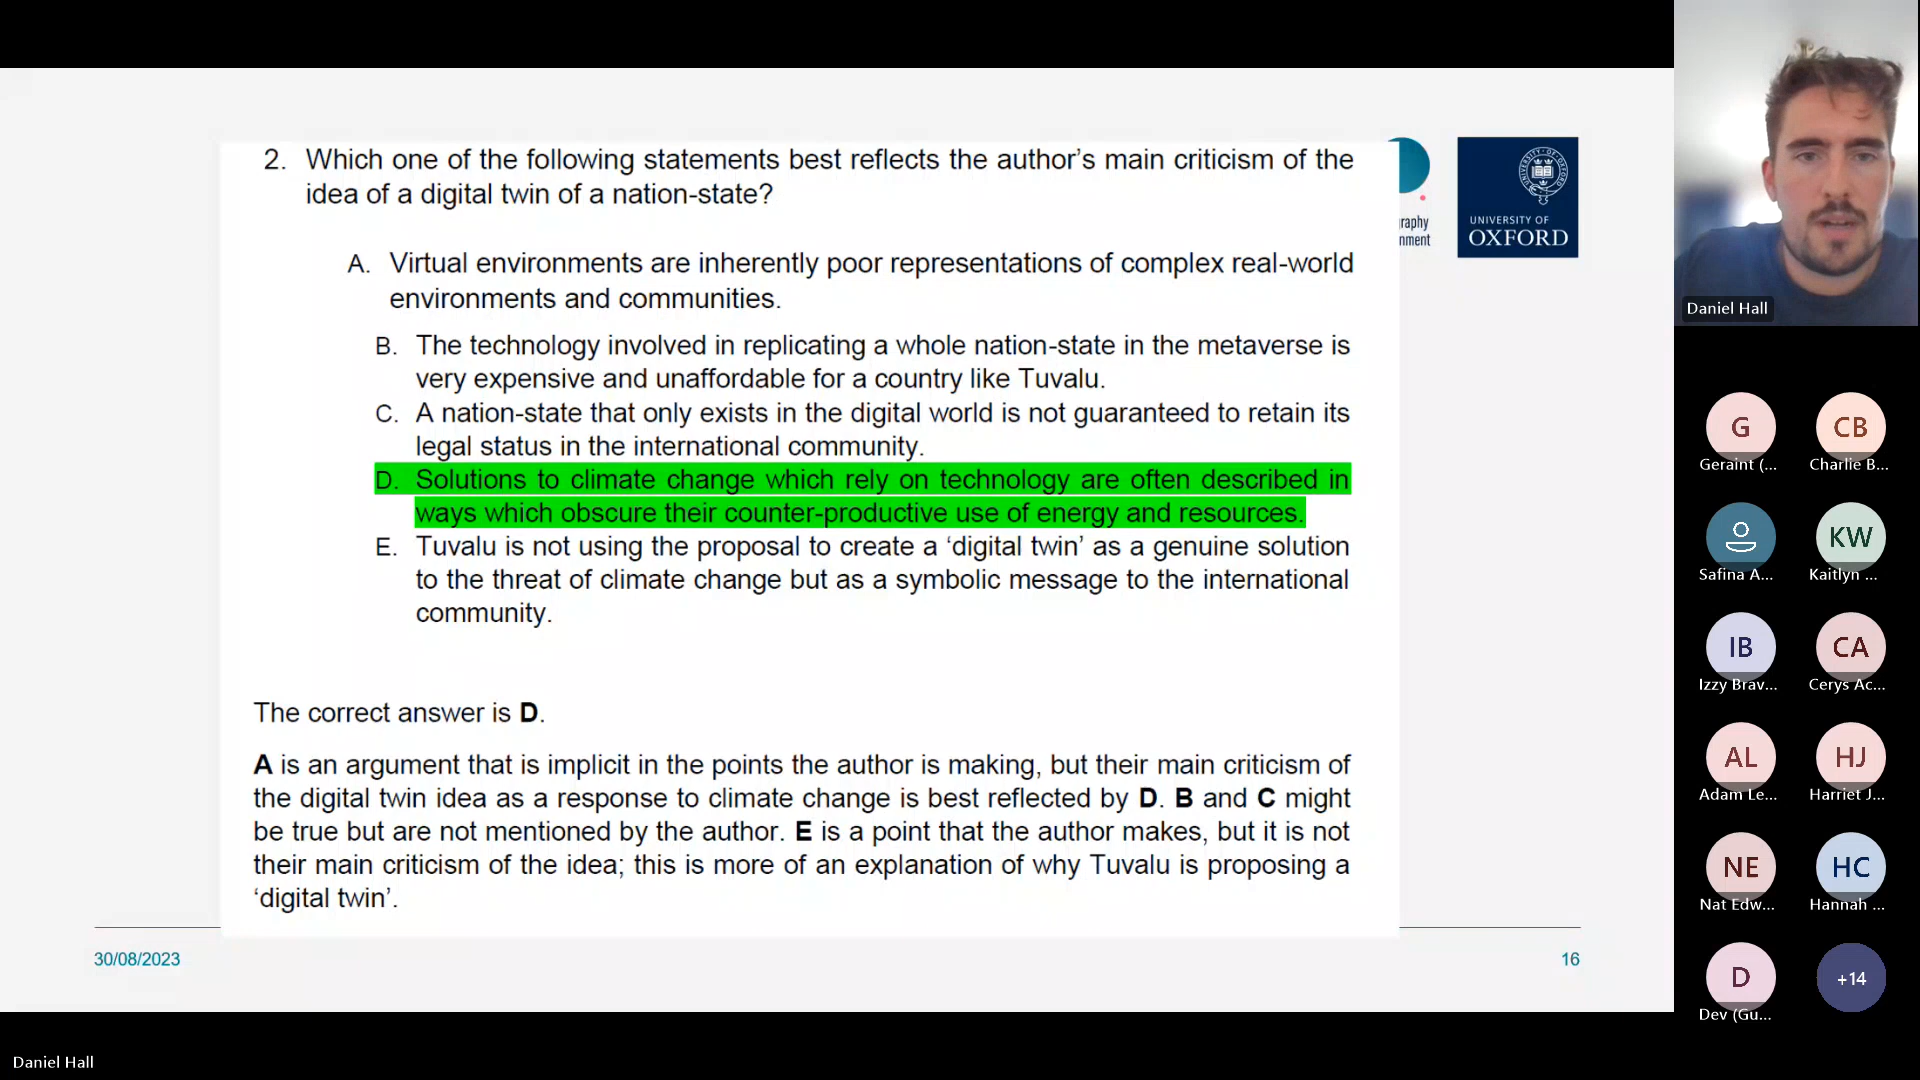 2. Which one of the following statements best reflects the author’s main criticism of the
idea of a digital twin of a nation-state?
A. Virtual environments are inherently poor representations of complex real-world
environments and communities.
B. The technology involved in replicating a whole nation-state in the metaverse is
very expensive and unaffordable for a country like Tuvalu.
C. A nation-state that only exists in the digital world is not guaranteed to retain its
legal status in the international community.
D. Solutions to climate change which rely on technology are often described in
ways which obscure their counter-productive use of energy and resources.
E. Tuvalu is not using the proposal to create a ‘digital twin’ as a genuine solution
to the threat of climate change but as a symbolic message to the international
community.
The correct answer is D.
A is an argument that is implicit in the points the author is making, but their main criticism of
the digital twin idea as a response to climate change is best reflected by D. B and C might
be true but are not mentioned by the author. E is a point that the author makes, but it is not
their main criticism of the idea; this is more of an explanation of why Tuvalu is proposing a
‘digital twin’.
raphy
nment
UNIVERSITY OF
OXFORD
30/08/2023
16
Daniel Hall
G
Geraint (...
CB
Charlie B...
Safina A...
KW
Kaitlyn ...
IB
Izzy Brav...
CA
Cerys Ac...
AL
Adam Le...
HJ
Harriet J...
NE
Nat Edw...
HC
Hannah ...
D
Dev (Gu...
+14
Daniel Hall